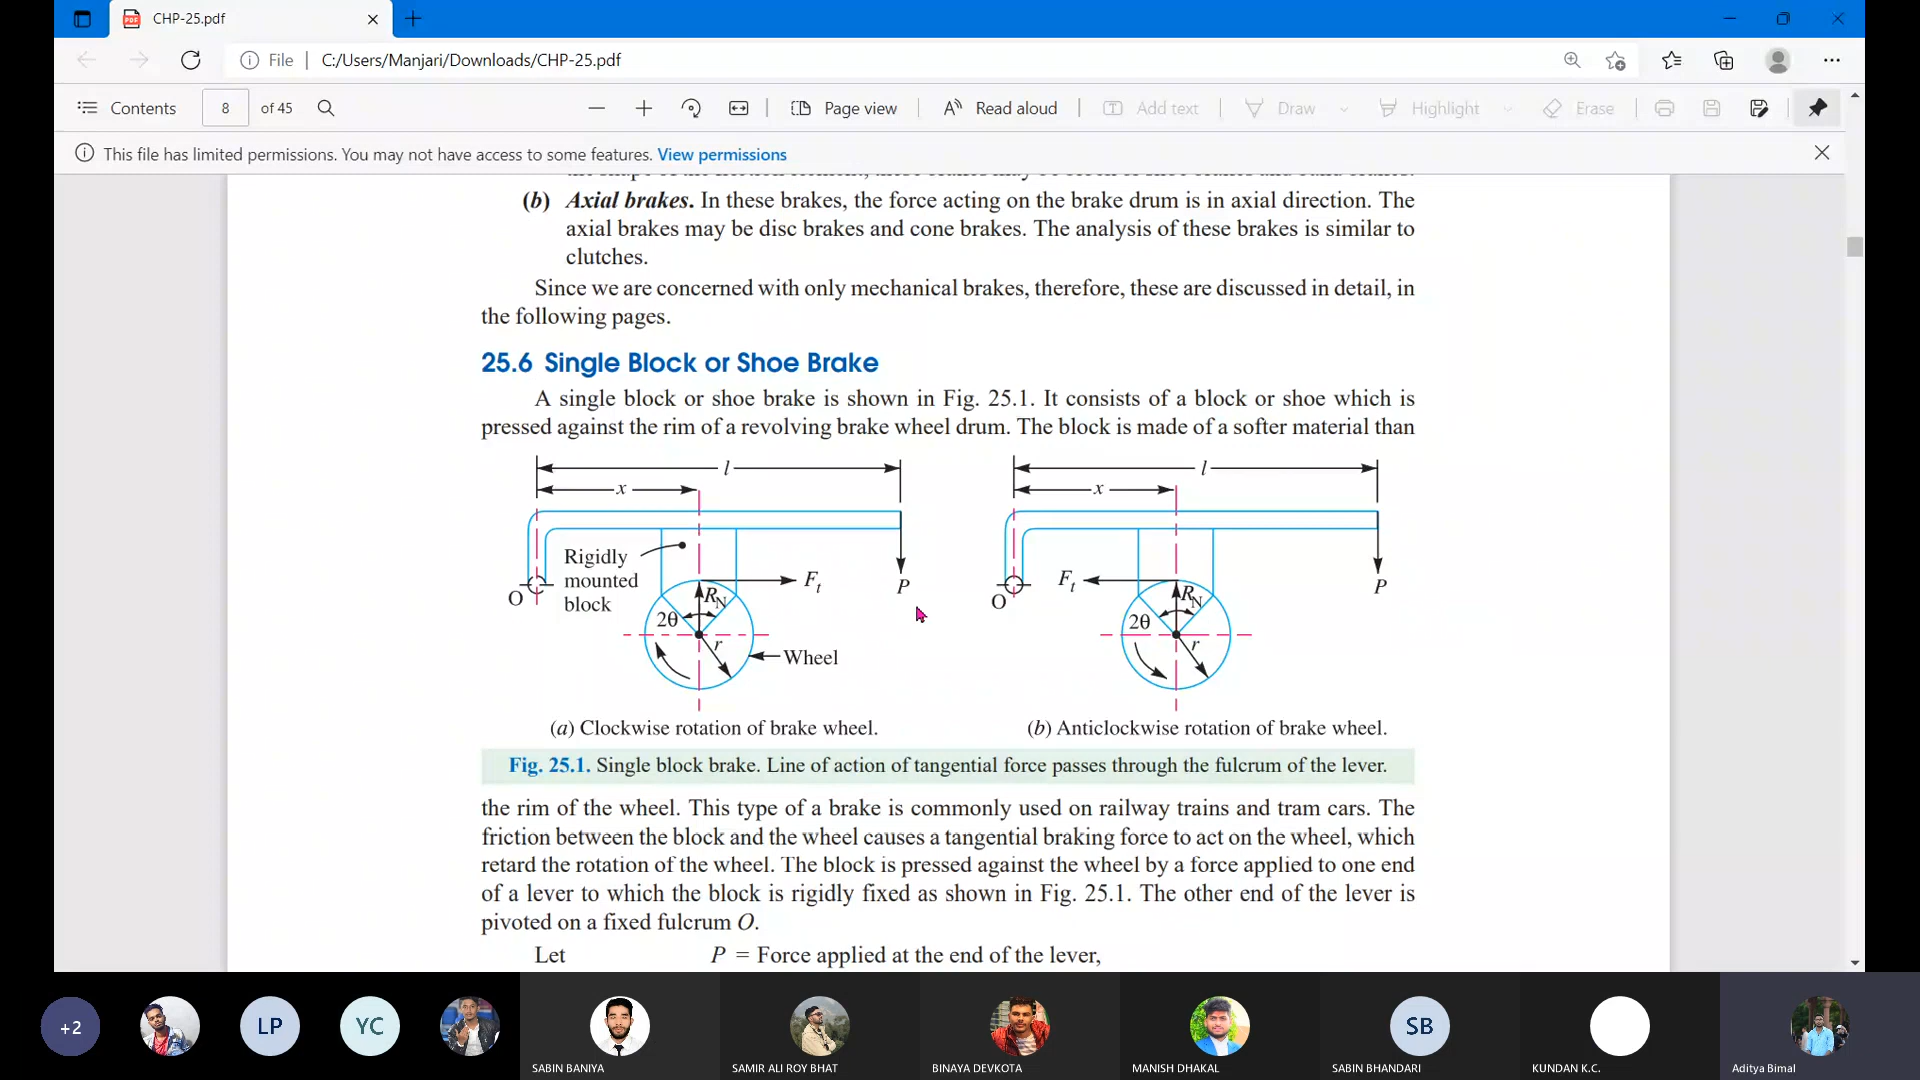 CHP-25.pdf
File
C:/Users/Manjari/Downloads/CHP-25.pdf
Contents
8
of 45
Page view
Read aloud
Add text
Draw
Highlight
Erase
This file has limited permissions. You may not have access to some features. View permissions
(b) Axial brakes. In these brakes, the force acting on the brake drum is in axial direction. The
axial brakes may be disc brakes and cone brakes. The analysis of these brakes is similar to
clutches.
Since we are concerned with only mechanical brakes, therefore, these are discussed in detail, in
the following pages.
25.6 Single Block or Shoe Brake
A single block or shoe brake is shown in Fig. 25.1. It consists of a block or shoe which is
pressed against the rim of a revolving brake wheel drum. The block is made of a softer material than
l
x
Rigidly
mounted
block
O
Ft
P
RN
2θ
r
Wheel
(a) Clockwise rotation of brake wheel.
l
x
O
Ft
P
RN
2θ
r
(b) Anticlockwise rotation of brake wheel.
Fig. 25.1. Single block brake. Line of action of tangential force passes through the fulcrum of the lever.
the rim of the wheel. This type of a brake is commonly used on railway trains and tram cars. The
friction between the block and the wheel causes a tangential braking force to act on the wheel, which
retard the rotation of the wheel. The block is pressed against the wheel by a force applied to one end
of a lever to which the block is rigidly fixed as shown in Fig. 25.1. The other end of the lever is
pivoted on a fixed fulcrum O.
Let P = Force applied at the end of the lever,
+2
LP
YC
SABIN BANIYA
SAMIR ALI ROY BHAT
BINAYA DEVKOTA
MANISH DHAKAL
SB
SABIN BHANDARI
KUNDAN K.C.
Aditya Bimal